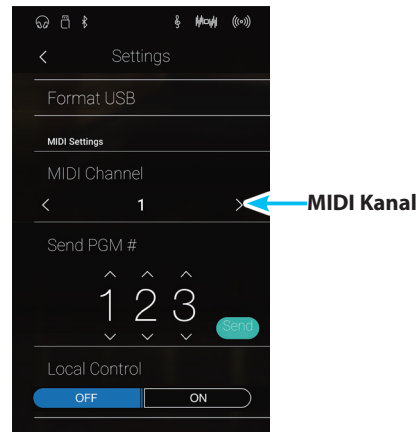 Settings
Format USB
MIDI Settings
MIDI Channel
1
MIDI Kanal
Send PGM #
1 2 3
Send
Local Control
OFF ON